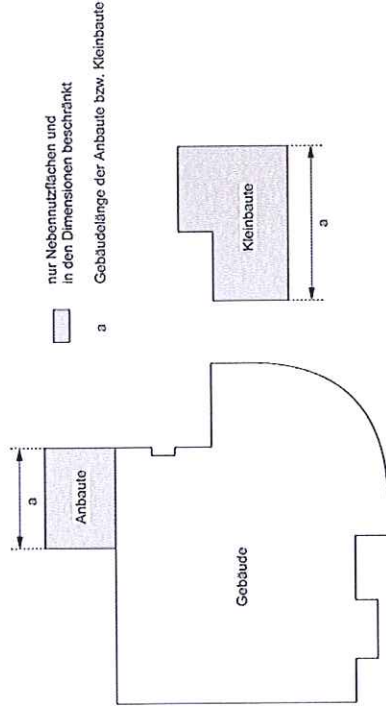 nur Nebennutzflächen und
in den Dimensionen beschränkt
a Gebäudelänge der Anbaute bzw. Kleinbaute
a
Anbaute
Kleinbaute
a
Gebäude